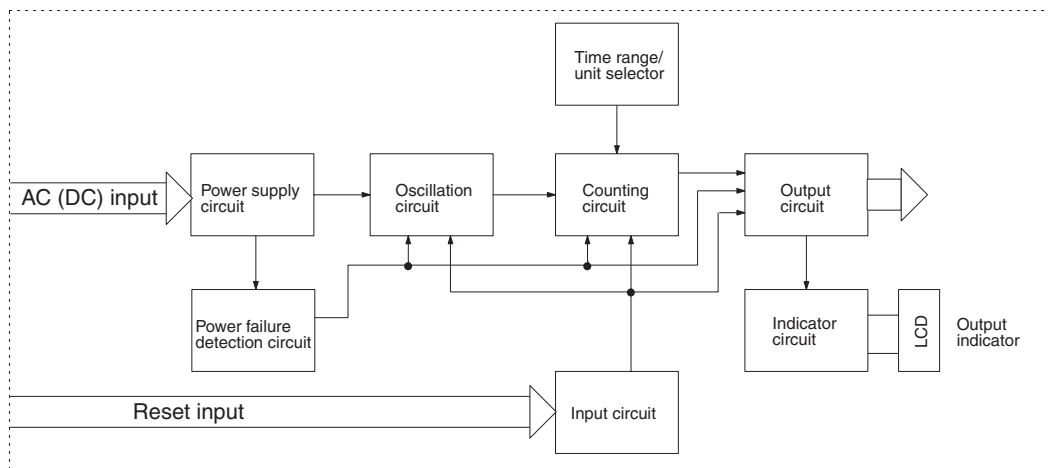 Time range/
unit selector
AC (DC) input
Power supply
circuit
Oscillation
circuit
Counting
circuit
Output
circuit
Power failure
detection circuit
Indicator
circuit
LCD
Output
indicator
Reset input
Input circuit